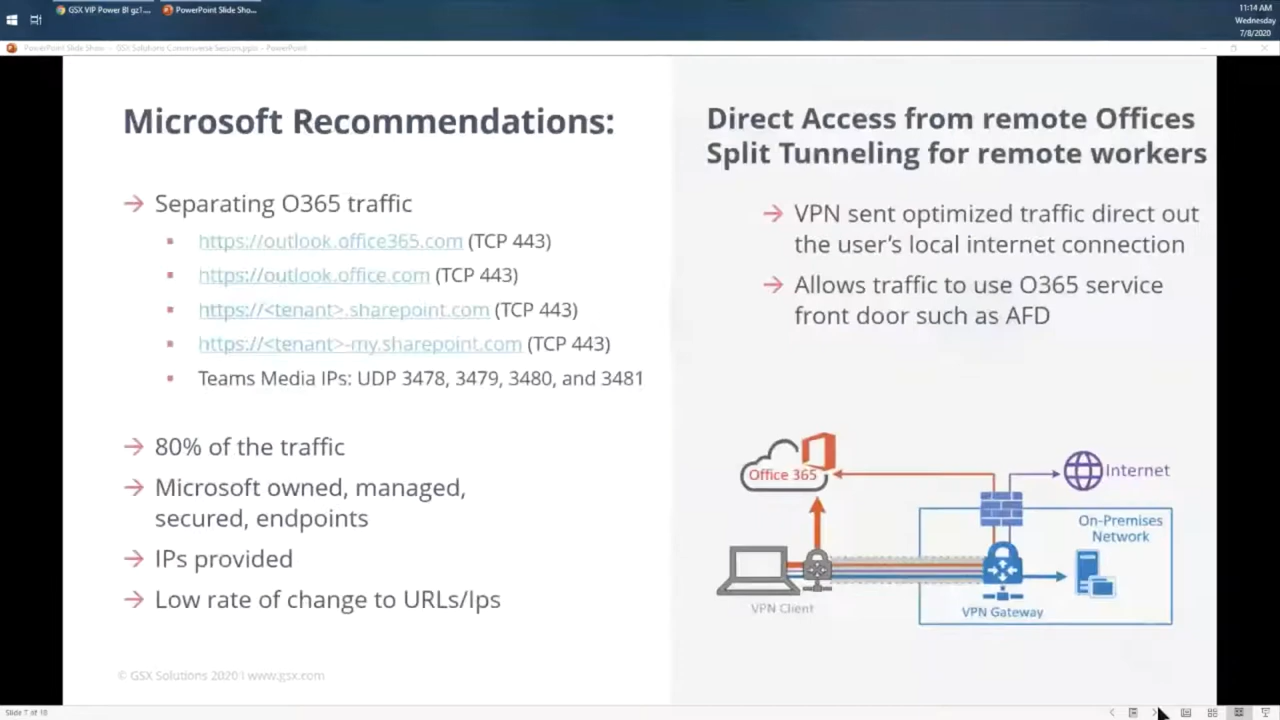 GSX VIP Power BI gz1...
PowerPoint Slide Sho...
11:14 AM
Wednesday
7/8/2020
PowerPoint Slide Show - GSX Solutions Commsverse Session.pptx - PowerPoint
Microsoft Recommendations:
Separating O365 traffic
https://outlook.office365.com (TCP 443)
https://outlook.office.com (TCP 443)
https://<tenant>.sharepoint.com (TCP 443)
https://<tenant>-my.sharepoint.com (TCP 443)
Teams Media IPs: UDP 3478, 3479, 3480, and 3481
80% of the traffic
Microsoft owned, managed,
secured, endpoints
IPs provided
Low rate of change to URLs/Ips
© GSX Solutions 2020 | www.gsx.com
Direct Access from remote Offices
Split Tunneling for remote workers
VPN sent optimized traffic direct out
the user's local internet connection
Allows traffic to use O365 service
front door such as AFD
Office 365
Internet
On-Premises
Network
VPN Client
VPN Gateway
Slide 7 of 18